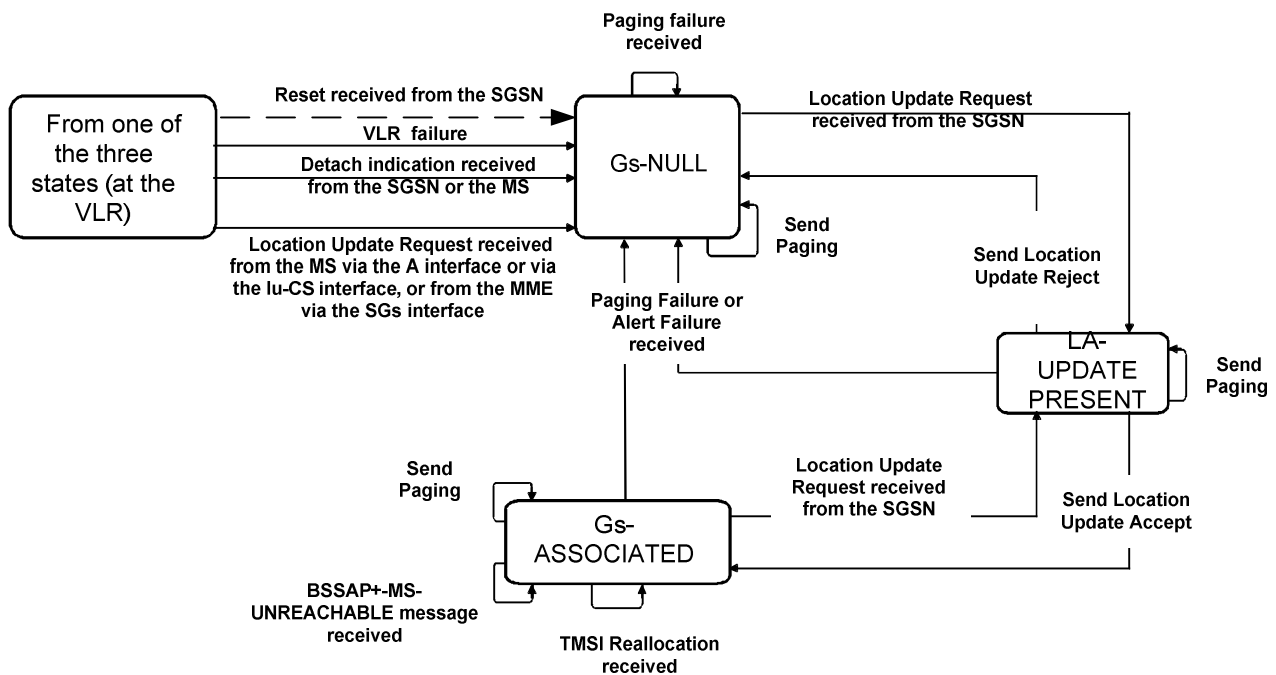 Paging failure
received
Reset received from the SGSN
Location Update Request
received from the SGSN
From one of
the three
states (at the
VLR)
VLR failure
Detach indication received
from the SGSN or the MS
Gs-NULL
Send
Paging
Location Update Request received
from the MS via the A interface or via
the Iu-CS interface, or from the MME
via the SGs interface
Send Location
Update Reject
Paging Failure or
Alert Failure
received
LA-
UPDATE
PRESENT
Send
Paging
Send
Paging
Location Update
Request received
from the SGSN
Send Location
Update Accept
Gs-
ASSOCIATED
BSSAP+-MS-
UNREACHABLE message
received
TMSI Reallocation
received